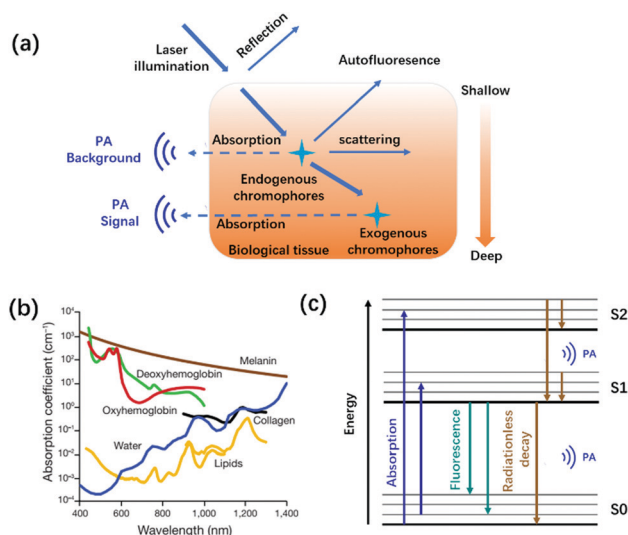 (a)
Laser
illumination
Reflection
Autofluoresence
Shallow
PA
Background
Absorption
scattering
Endogenous
chromophores
PA
Signal
Absorption
Exogenous
chromophores
Biological tissue
Deep
(b)
Absorption coefficient (cm⁻¹)
10⁴
10³
10²
10¹
10⁰
10⁻¹
10⁻²
10⁻³
10⁻⁴
Melanin
Deoxyhemoglobin
Oxyhemoglobin
Collagen
Water
Lipids
400 600 800 1,000 1,200 1,400
Wavelength (nm)
(c)
Energy
Absorption
Fluorescence
Radiationless
decay
S2
PA
S1
PA
S0